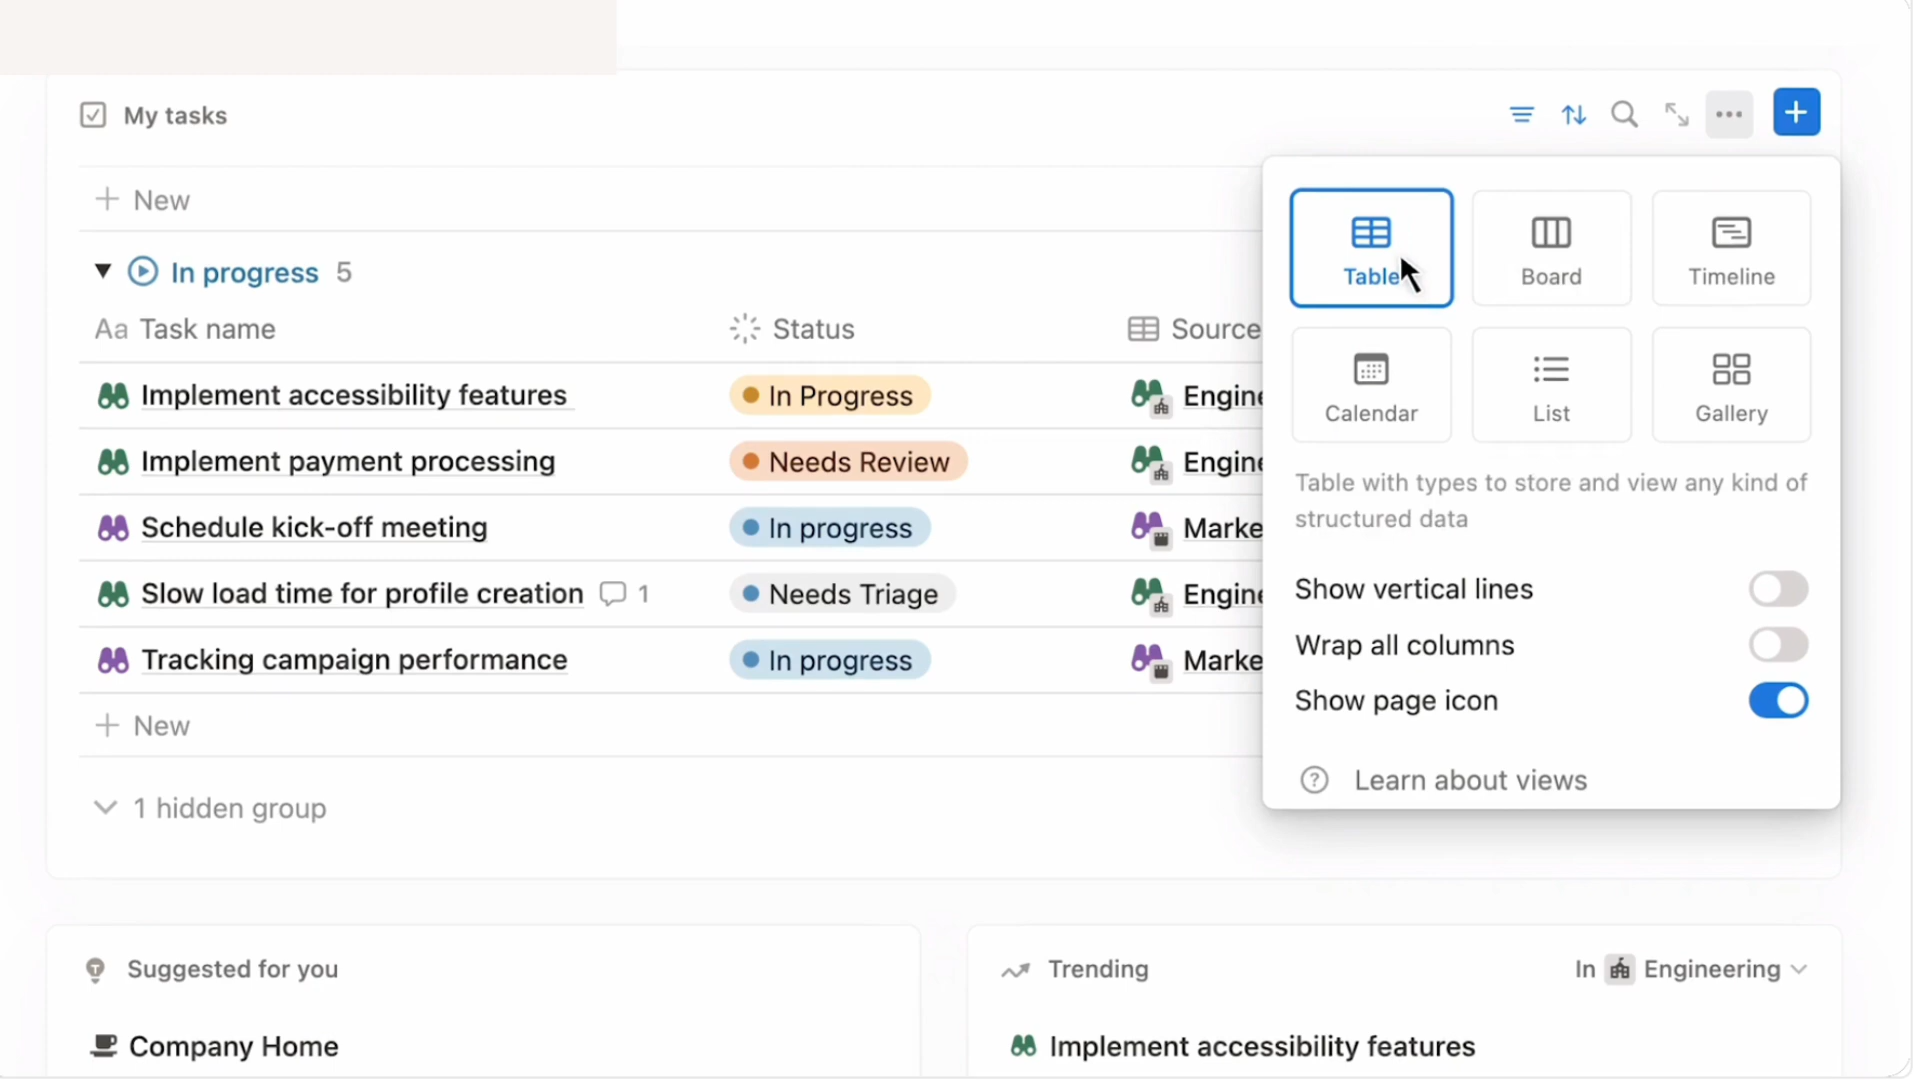 My tasks
New
In progress 5
Aa Task name Status Source
Implement accessibility features In Progress Engine
Implement payment processing Needs Review Engine
Schedule kick-off meeting In progress Marke
Slow load time for profile creation 1 Needs Triage Engine
Tracking campaign performance In progress Marke
New
1 hidden group
Table Board Timeline
Calendar List Gallery
Table with types to store and view any kind of
structured data
Show vertical lines
Wrap all columns
Show page icon
Learn about views
Suggested for you
Company Home
Trending In Engineering
Implement accessibility features